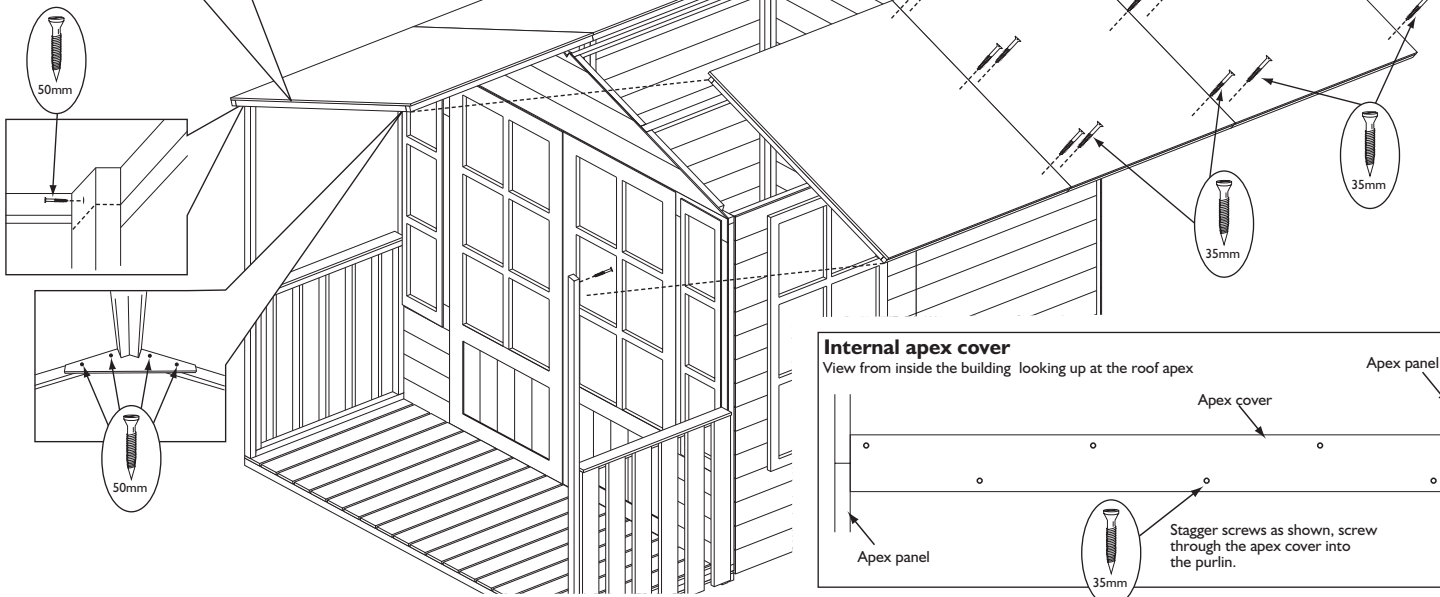 50mm
35mm
35mm
50mm
Internal apex cover
View from inside the building looking up at the roof apex
Apex panel
Apex cover
Stagger screws as shown, screw
through the apex cover into
the purlin.
Apex panel
35mm